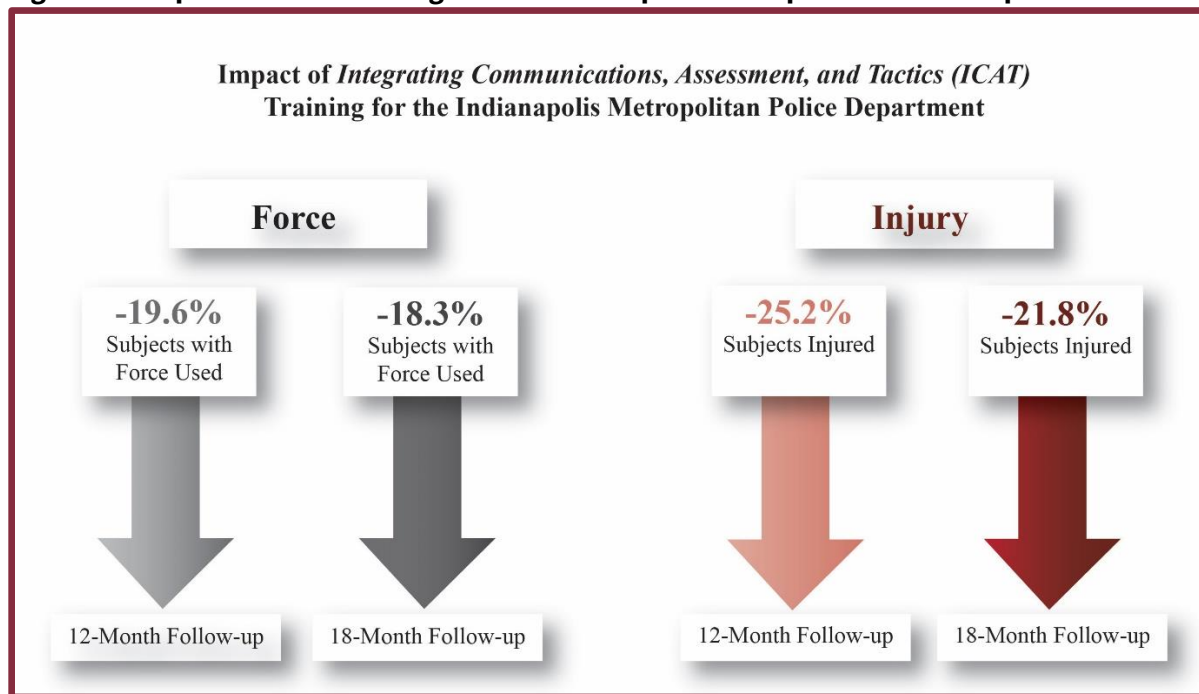 Impact of Integrating Communications, Assessment, and Tactics (ICAT)
Training for the Indianapolis Metropolitan Police Department
Force
Injury
-19.6%
Subjects with
Force Used
-18.3%
Subjects with
Force Used
-25.2%
Subjects Injured
-21.8%
Subjects Injured
12-Month Follow-up
18-Month Follow-up
12-Month Follow-up
18-Month Follow-up